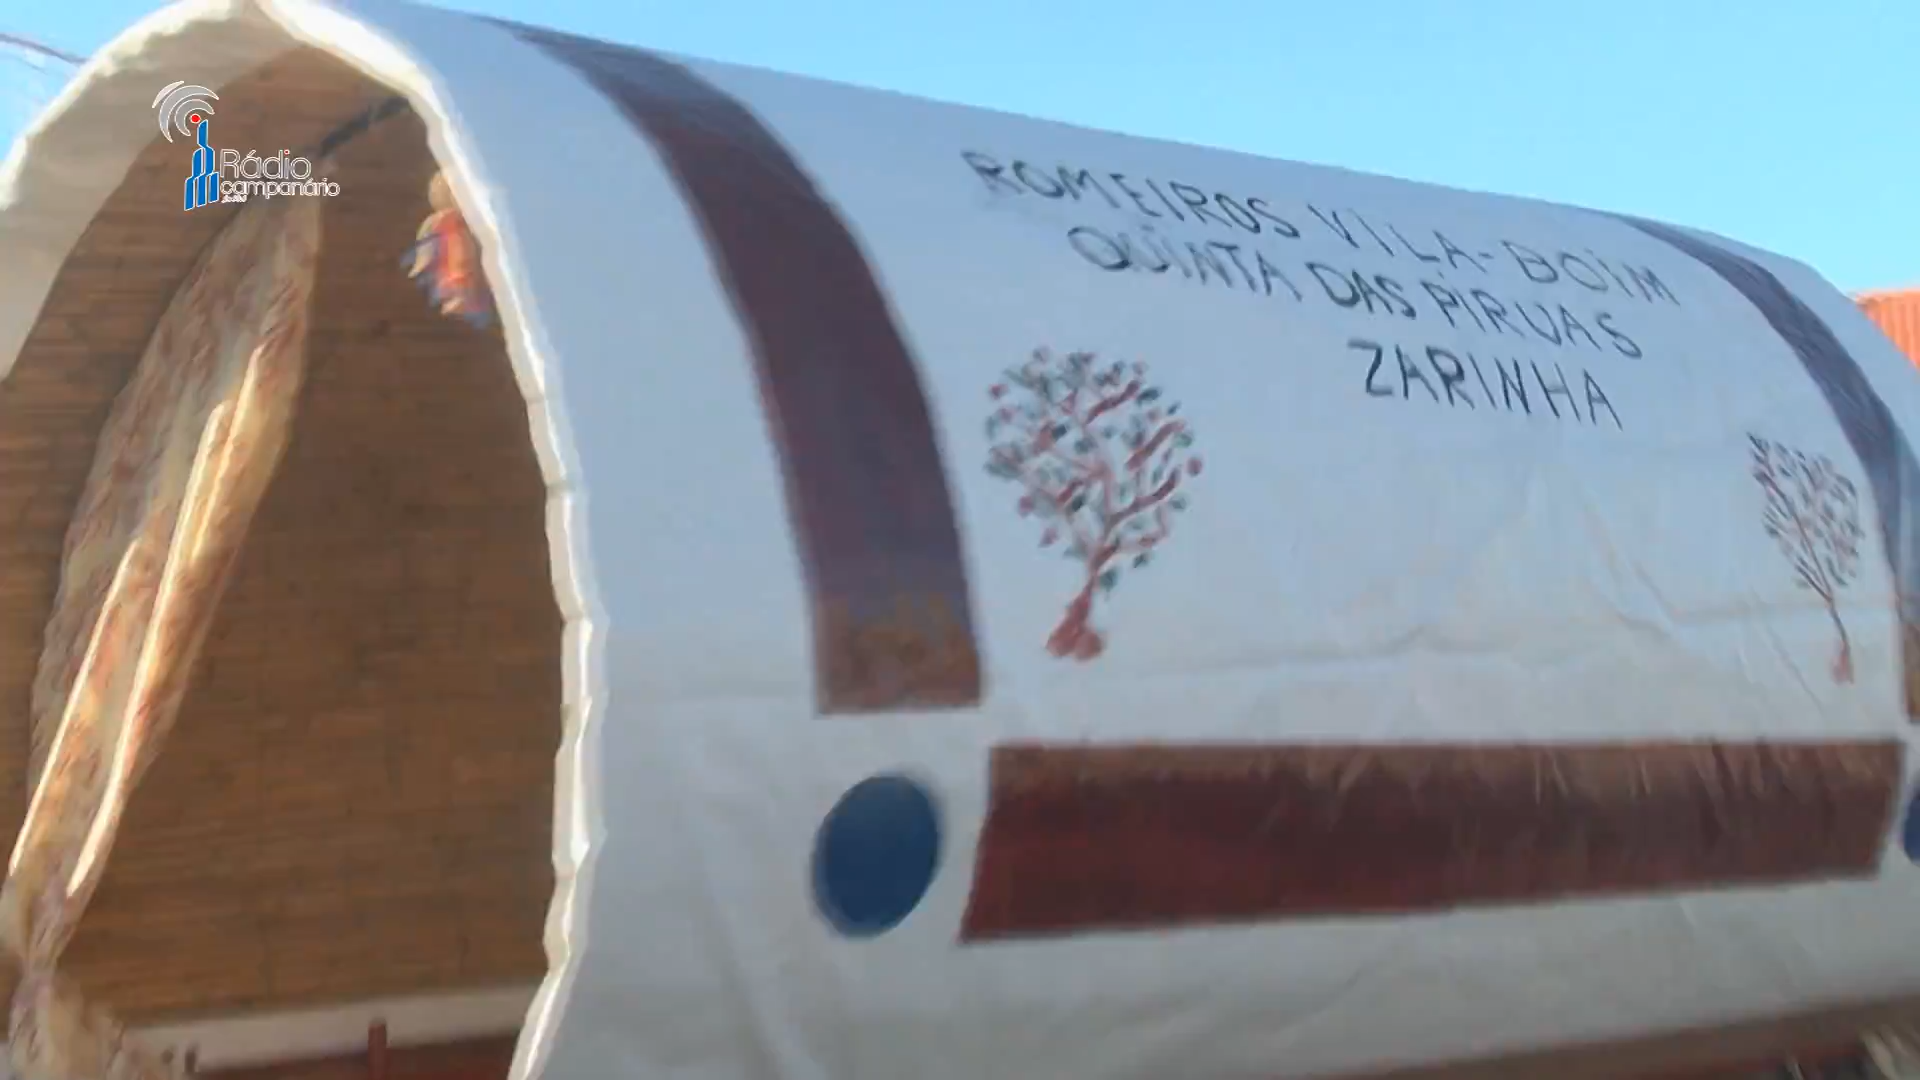 Rádio
campanário
ROMEIROS VILA-BOIM
QUINTA DAS PIRUAS
ZARINHA